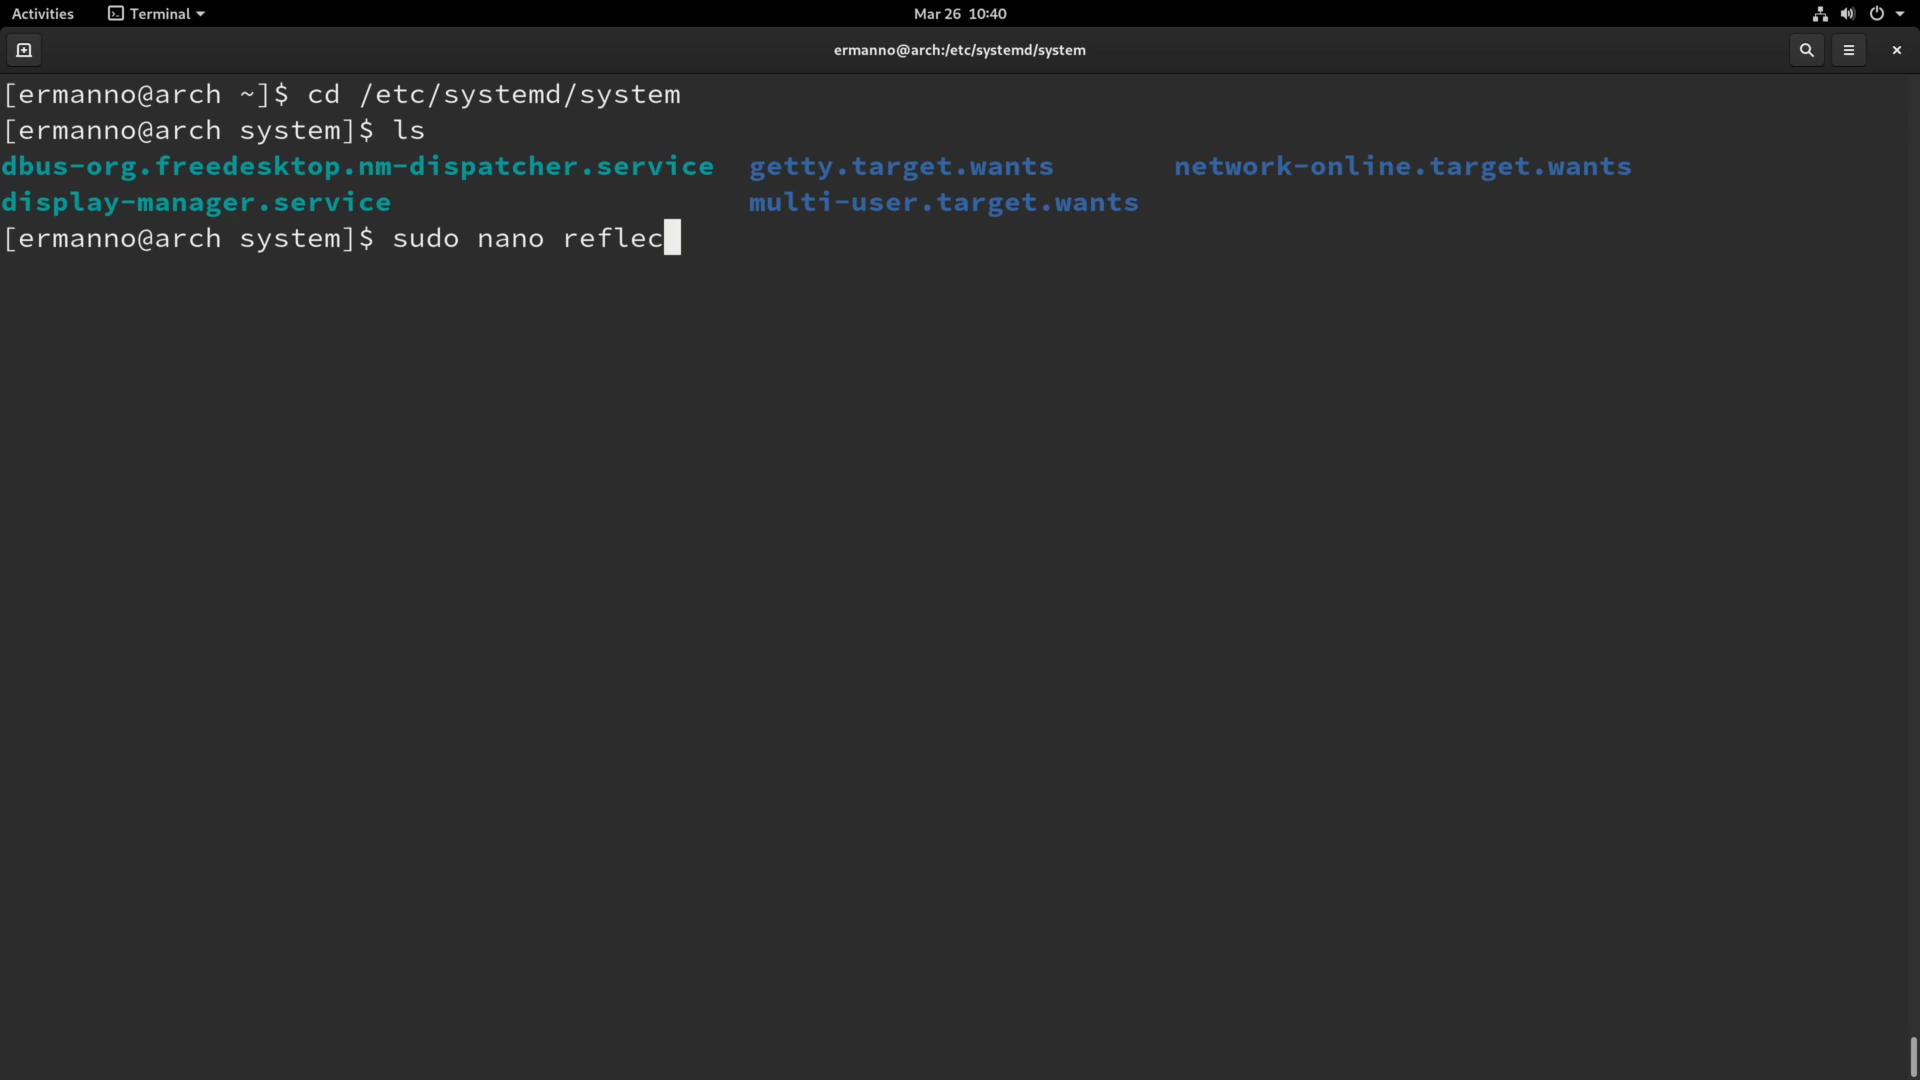 Activities Terminal Mar 26 10:40
ermanno@arch:/etc/systemd/system
[ermanno@arch ~]$ cd /etc/systemd/system
[ermanno@arch system]$ ls
dbus-org.freedesktop.nm-dispatcher.service getty.target.wants network-online.target.wants
display-manager.service multi-user.target.wants
[ermanno@arch system]$ sudo nano reflec